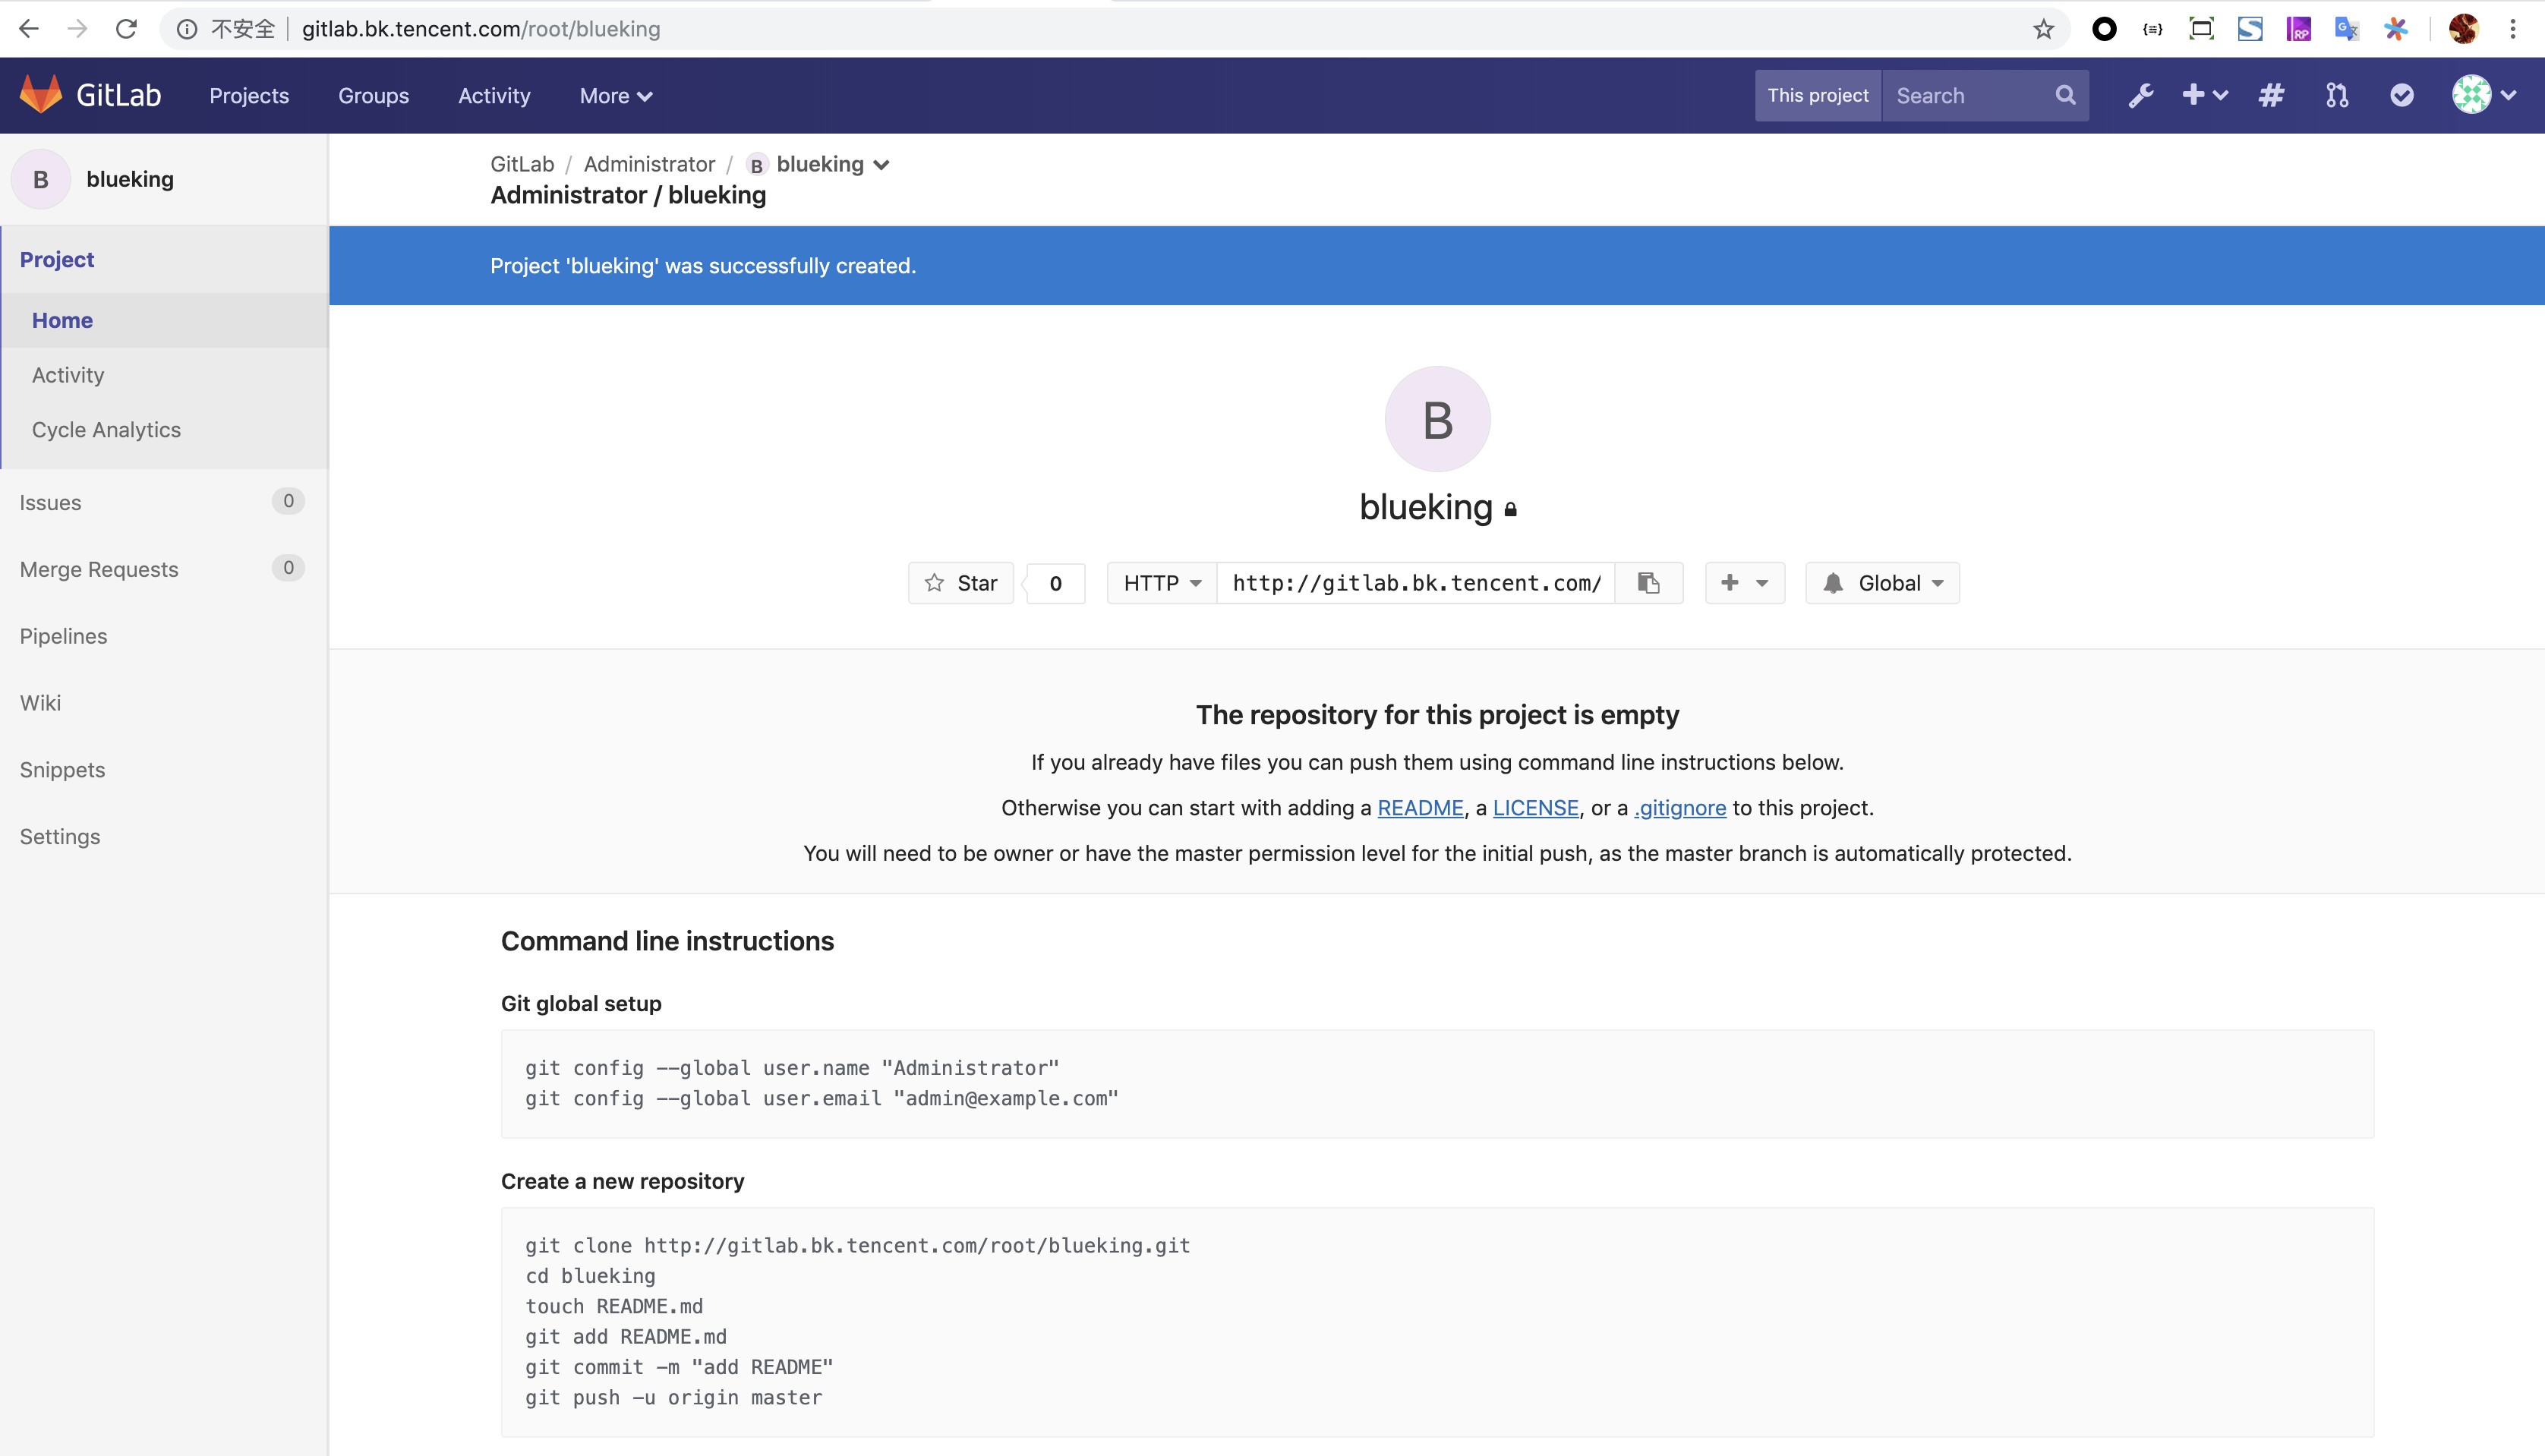 不安全 gitlab.bk.tencent.com/root/blueking
GitLab Projects Groups Activity More This project Search
B blueking
Project
Home
Activity
Cycle Analytics
Issues 0
Merge Requests 0
Pipelines
Wiki
Snippets
Settings
GitLab / Administrator / B blueking
Administrator / blueking
Project 'blueking' was successfully created.
B
blueking
Star 0 HTTP http://gitlab.bk.tencent.com/ Global
The repository for this project is empty
If you already have files you can push them using command line instructions below.
Otherwise you can start with adding a README, a LICENSE, or a .gitignore to this project.
You will need to be owner or have the master permission level for the initial push, as the master branch is automatically protected.
Command line instructions
Git global setup
git config --global user.name "Administrator"
git config --global user.email "admin@example.com"
Create a new repository
git clone http://gitlab.bk.tencent.com/root/blueking.git
cd blueking
touch README.md
git add README.md
git commit -m "add README"
git push -u origin master